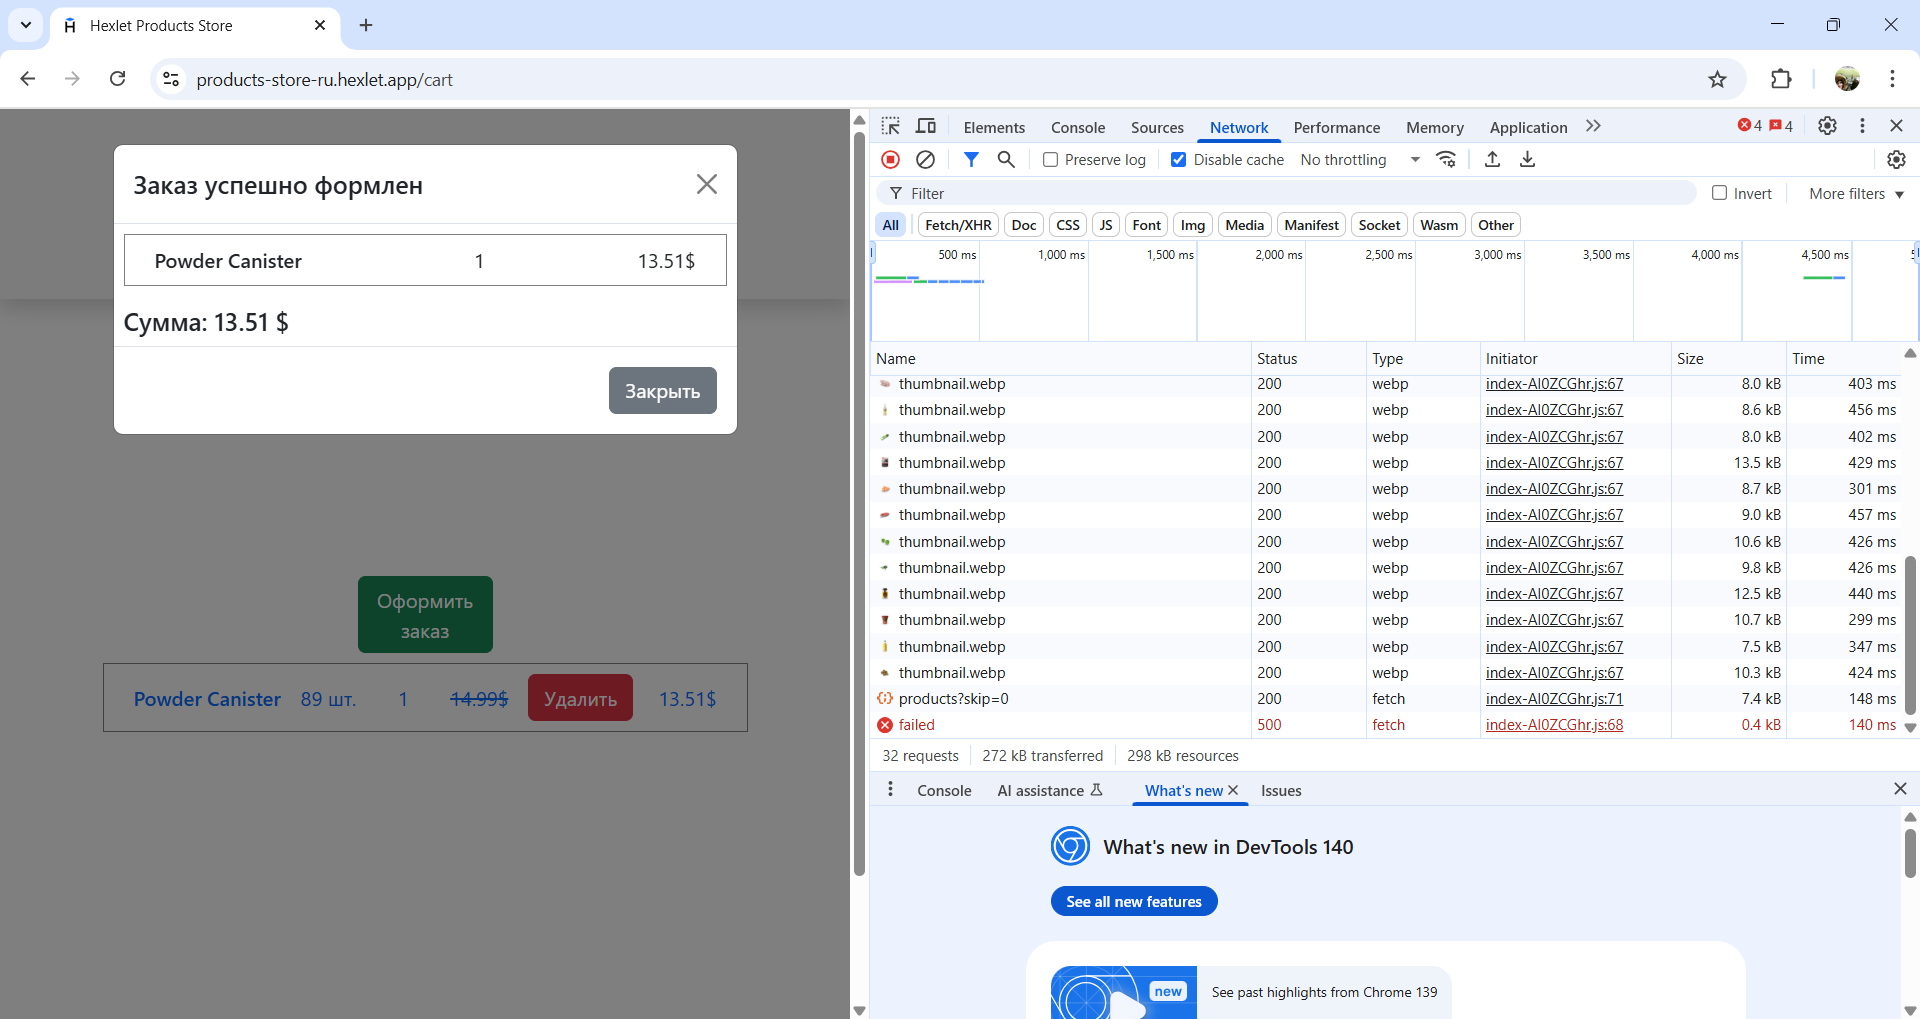 Hexlet Products Store
products-store-ru.hexlet.app/cart
Заказ успешно формлен
Powder Canister 1 13.51$
Сумма: 13.51 $
Закрыть
Оформить
заказ
Powder Canister 89 шт. 1 14.99$ Удалить 13.51$
Elements Console Sources Network Performance Memory Application 4 4
Preserve log Disable cache No throttling
Filter Invert More filters
All Fetch/XHR Doc CSS JS Font Img Media Manifest Socket Wasm Other
500 ms 1,000 ms 1,500 ms 2,000 ms 2,500 ms 3,000 ms 3,500 ms 4,000 ms 4,500 ms
Name Status Type Initiator Size Time
thumbnail.webp 200 webp index-AI0ZCGhr.js:67 8.0 kB 403 ms
thumbnail.webp 200 webp index-AI0ZCGhr.js:67 8.6 kB 456 ms
thumbnail.webp 200 webp index-AI0ZCGhr.js:67 8.0 kB 402 ms
thumbnail.webp 200 webp index-AI0ZCGhr.js:67 13.5 kB 429 ms
thumbnail.webp 200 webp index-AI0ZCGhr.js:67 8.7 kB 301 ms
thumbnail.webp 200 webp index-AI0ZCGhr.js:67 9.0 kB 457 ms
thumbnail.webp 200 webp index-AI0ZCGhr.js:67 10.6 kB 426 ms
thumbnail.webp 200 webp index-AI0ZCGhr.js:67 9.8 kB 426 ms
thumbnail.webp 200 webp index-AI0ZCGhr.js:67 12.5 kB 440 ms
thumbnail.webp 200 webp index-AI0ZCGhr.js:67 10.7 kB 299 ms
thumbnail.webp 200 webp index-AI0ZCGhr.js:67 7.5 kB 347 ms
thumbnail.webp 200 webp index-AI0ZCGhr.js:67 10.3 kB 424 ms
products?skip=0 200 fetch index-AI0ZCGhr.js:71 7.4 kB 148 ms
failed 500 fetch index-AI0ZCGhr.js:68 0.4 kB 140 ms
32 requests 272 kB transferred 298 kB resources
Console AI assistance What's new Issues
What's new in DevTools 140
See all new features
new
See past highlights from Chrome 139